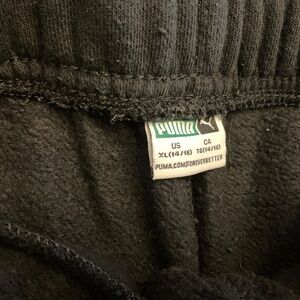 PUMA
US CA
XL(14/16) TG(14/16)
PUMA.COM/FOREVERBETTER